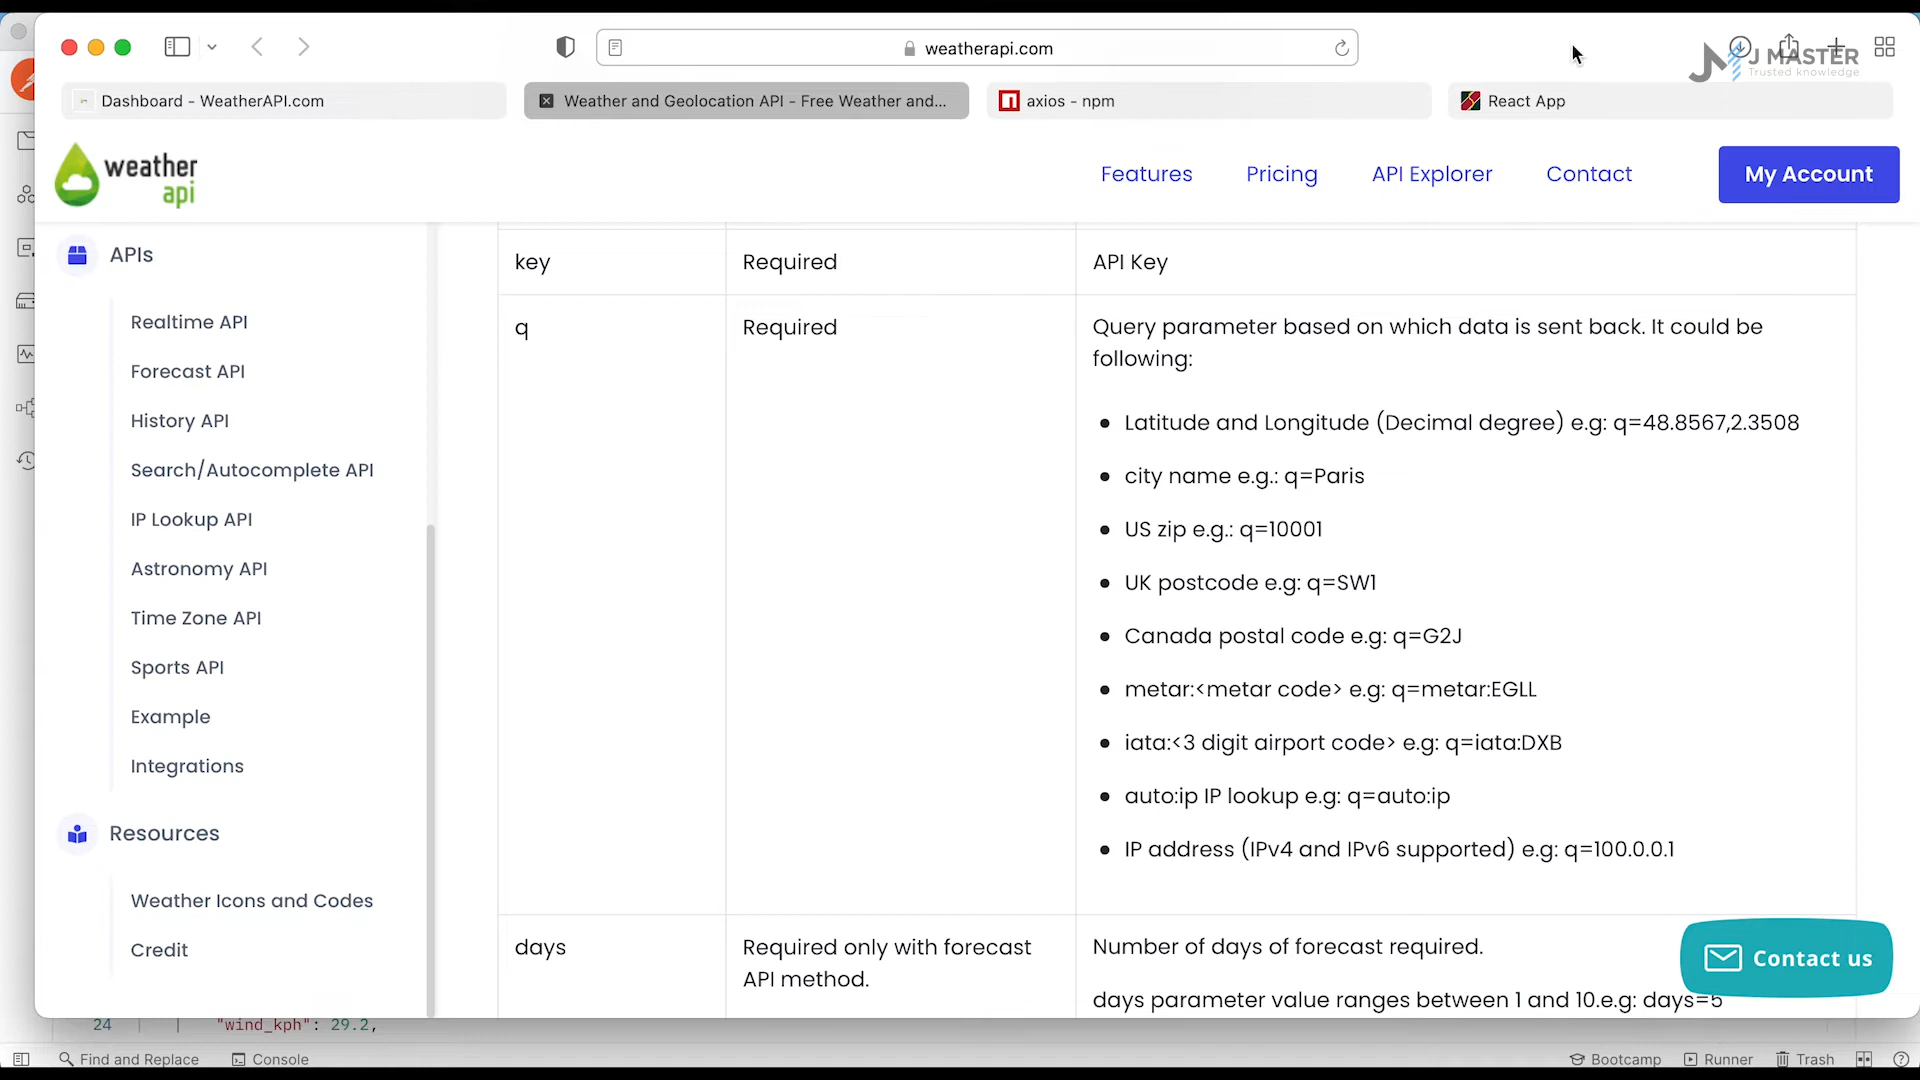 weatherapi.com
J MASTER
Trusted knowledge
Dashboard - WeatherAPI.com
Weather and Geolocation API - Free Weather and...
axios - npm
React App
weather
api
Features
Pricing
API Explorer
Contact
My Account
APIs
Realtime API
Forecast API
History API
Search/Autocomplete API
IP Lookup API
Astronomy API
Time Zone API
Sports API
Example
Integrations
Resources
Weather Icons and Codes
Credit
key
Required
API Key
q
Required
Query parameter based on which data is sent back. It could be
following:
• Latitude and Longitude (Decimal degree) e.g: q=48.8567,2.3508
• city name e.g.: q=Paris
• US zip e.g.: q=10001
• UK postcode e.g: q=SW1
• Canada postal code e.g: q=G2J
• metar:<metar code> e.g: q=metar:EGLL
• iata:<3 digit airport code> e.g: q=iata:DXB
• auto:ip IP lookup e.g: q=auto:ip
• IP address (IPv4 and IPv6 supported) e.g: q=100.0.0.1
days
Required only with forecast
API method.
Number of days of forecast required.
days parameter value ranges between 1 and 10.e.g: days=5
Contact us
24 "wind_kph": 29.2,
Find and Replace
Console
Bootcamp
Runner
Trash